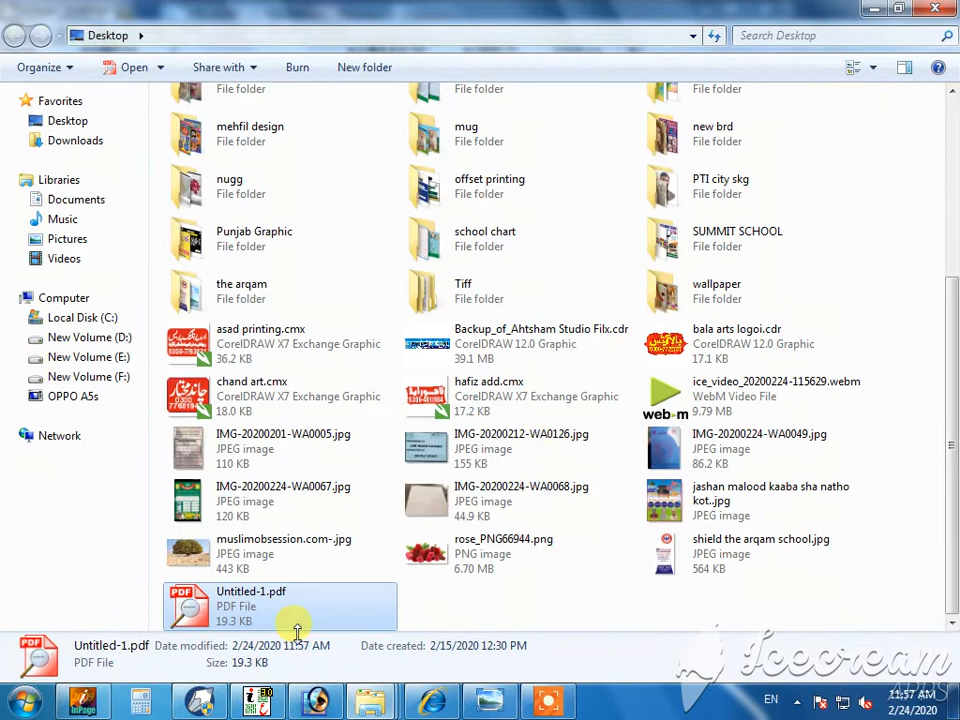 Desktop
Search Desktop
Organize
Open
Share with
Burn
New folder
Favorites
Desktop
Downloads
Libraries
Documents
Music
Pictures
Videos
Computer
Local Disk (C:)
New Volume (D:)
New Volume (E:)
New Volume (F:)
OPPO A5s
Network
File folder
File folder
File folder
mehfil design
File folder
mug
File folder
new brd
File folder
nugg
File folder
offset printing
File folder
PTI city skg
File folder
Punjab Graphic
File folder
school chart
File folder
SUMMIT SCHOOL
File folder
the arqam
File folder
Tiff
File folder
wallpaper
File folder
asad printing.cmx
CorelDRAW X7 Exchange Graphic
36.2 KB
Backup_of_Ahtsham Studio Filx.cdr
CorelDRAW 12.0 Graphic
39.1 MB
bala arts logoi.cdr
CorelDRAW 12.0 Graphic
17.1 KB
chand art.cmx
CorelDRAW X7 Exchange Graphic
18.0 KB
hafiz add.cmx
CorelDRAW X7 Exchange Graphic
17.2 KB
ice_video_20200224-115629.webm
WebM Video File
9.79 MB
webm
IMG-20200201-WA0005.jpg
JPEG image
110 KB
IMG-20200212-WA0126.jpg
JPEG image
155 KB
IMG-20200224-WA0049.jpg
JPEG image
86.2 KB
IMG-20200224-WA0067.jpg
JPEG image
120 KB
IMG-20200224-WA0068.jpg
JPEG image
44.9 KB
jashan malood kaaba sha natho
kot..jpg
JPEG image
muslimobsession.com-.jpg
JPEG image
443 KB
rose_PNG66944.png
PNG image
6.70 MB
shield the arqam school.jpg
JPEG image
564 KB
PDF
Untitled-1.pdf
PDF File
19.3 KB
PDF
Untitled-1.pdf Date modified: 2/24/2020 11:57 AM Date created: 2/15/2020 12:30 PM
PDF File Size: 19.3 KB
Icecream
APPS
InPage
EN
11:57 AM
2/24/2020